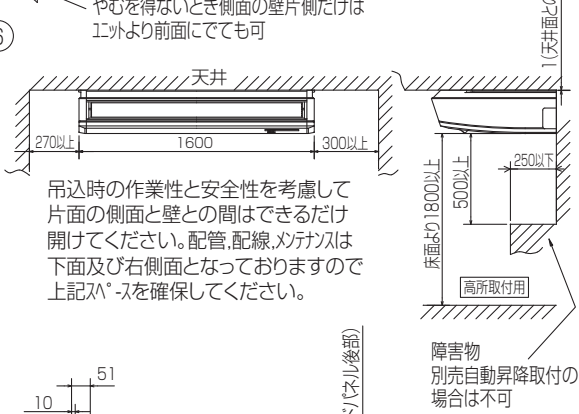 やむを得ないとき側面の壁片側だけは
ユニットより前面にでても可
天井
270以上
1600
300以上
吊込時の作業性と安全性を考慮して
片面の側面と壁との間はできるだけ
開けてください。配管,配線,メンテナンスは
下面及び右側面となっておりますので
上記スペースを確保してください。
1(天井面との
床面より1800以上
500以上
250以下
高所取付用
障害物
別売自動昇降取付の
場合は不可
51
10
ドパネル後部)